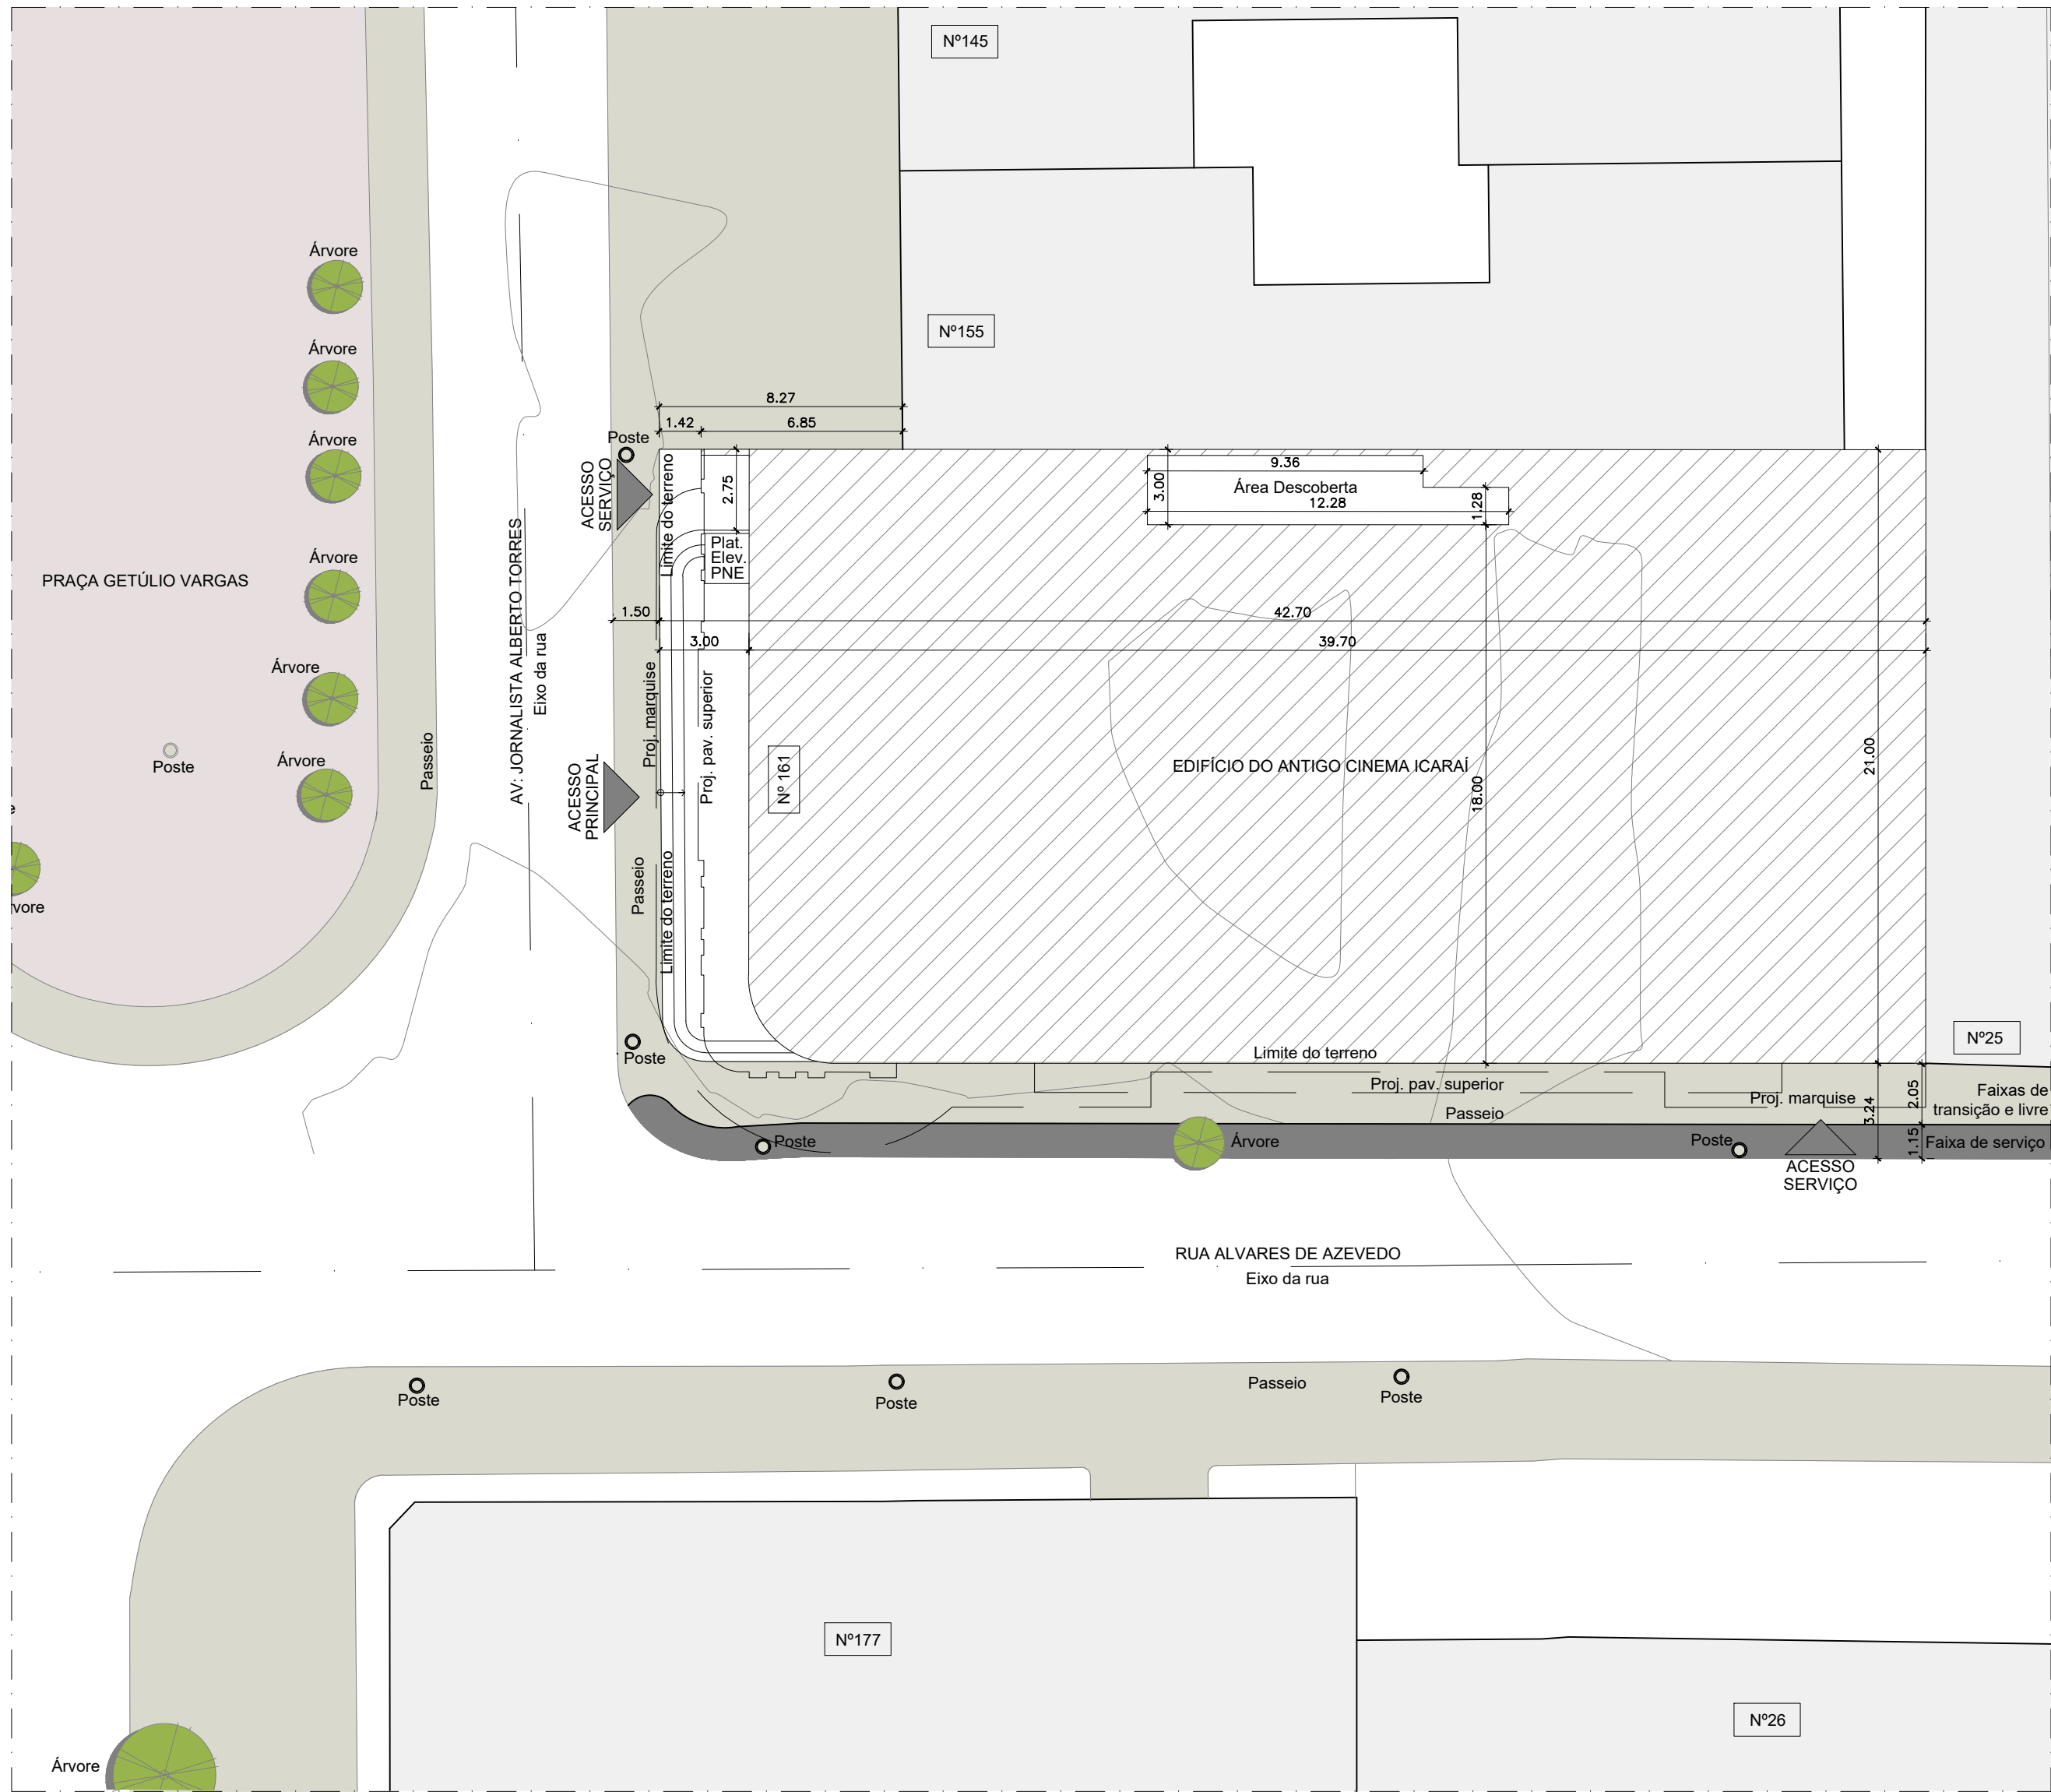 Nº145
Árvore
Nº155
Árvore
8.27
1.42
6.85
Poste
Árvore
ACESSO
SERVIÇO
Limite do terreno
2.75
3.00
9.36
Área Descoberta
12.28
1.28
Plat.
Elev.
PNE
Árvore
PRAÇA GETÚLIO VARGAS
AV: JORNALISTA ALBERTO TORRES
Eixo da rua
1.50
42.70
3.00
39.70
Árvore
Proj. marquise
Proj. pav. superior
Passeio
Poste
Árvore
ACESSO
PRINCIPAL
Nº 161
EDIFÍCIO DO ANTIGO CINEMA ICARAÍ
18.00
21.00
Passeio
Limite do terreno
Poste
Limite do terreno
Nº25
Proj. pav. superior
Proj. marquise
Passeio
3.24
2.05
1.15
Faixas de
transição e livre
Faixa de serviço
Poste
Árvore
Poste
ACESSO
SERVIÇO
RUA ALVARES DE AZEVEDO
Eixo da rua
Poste
Poste
Passeio
Poste
Nº177
Nº26
Árvore